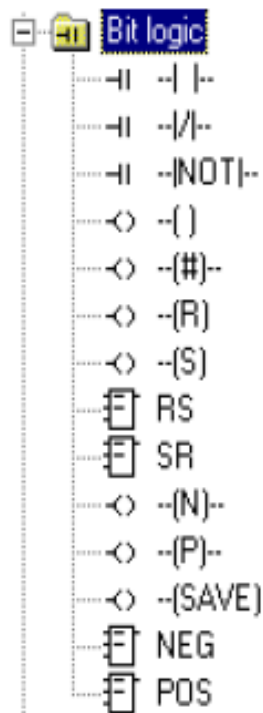 Bit logic
--| |--
--|/|--
--|NOT|--
--( )
--(#)--
--(R)
--(S)
RS
SR
--(N)--
--(P)--
--(SAVE)
NEG
POS